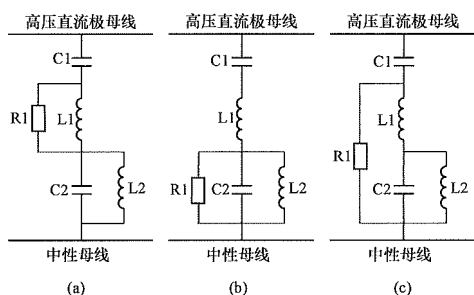 高压直流极母线 高压直流极母线 高压直流极母线
C1 C1 C1
R1 L1 L1 L1
R1
C2 L2 R1 C2 L2 C2 L2
中性母线 中性母线 中性母线
(a) (b) (c)